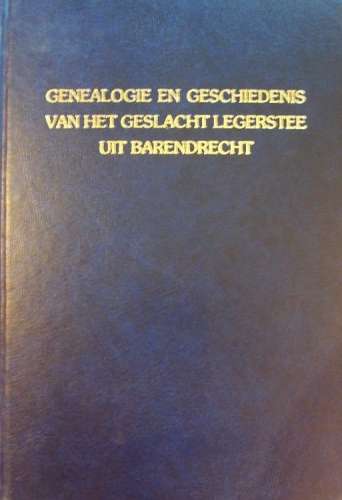 GENEALOGIE EN GESCHIEDENIS
VAN HET GESLACHT LEGERSTEE
UIT BARENDRECHT